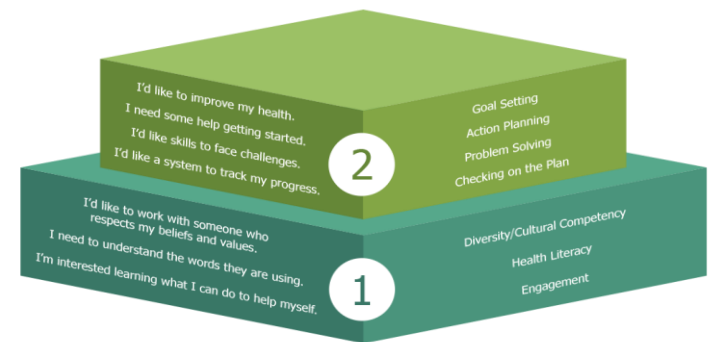 I'd like to improve my health.
I need some help getting started.
I'd like skills to face challenges.
I'd like a system to track my progress.
2
Goal Setting
Action Planning
Problem Solving
Checking on the Plan
I'd like to work with someone who
respects my beliefs and values.
I need to understand the words they are using.
I'm interested learning what I can do to help myself.
1
Diversity/Cultural Competency
Health Literacy
Engagement